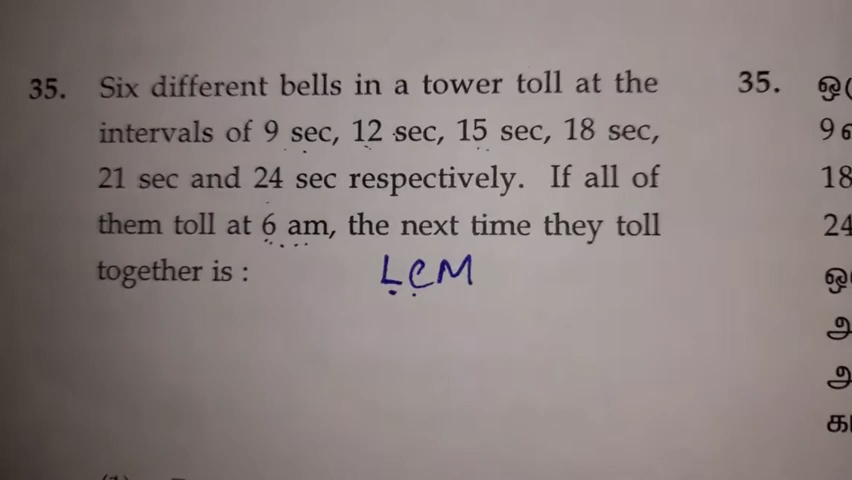 35. Six different bells in a tower toll at the
intervals of 9 sec, 12 sec, 15 sec, 18 sec,
21 sec and 24 sec respectively. If all of
them toll at 6 am, the next time they toll
together is :
LCM
35.
9
18
24